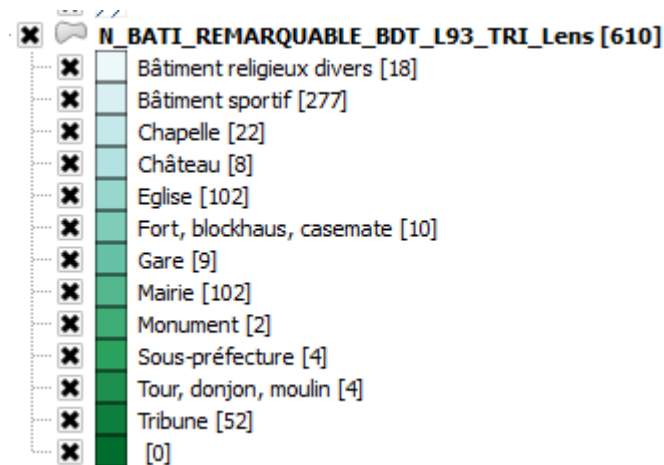 N_BATI_REMARQUABLE_BDT_L93_TRI_Lens [610]
Bâtiment religieux divers [18]
Bâtiment sportif [277]
Chapelle [22]
Château [8]
Eglise [102]
Fort, blockhaus, casemate [10]
Gare [9]
Mairie [102]
Monument [2]
Sous-préfecture [4]
Tour, donjon, moulin [4]
Tribune [52]
[0]